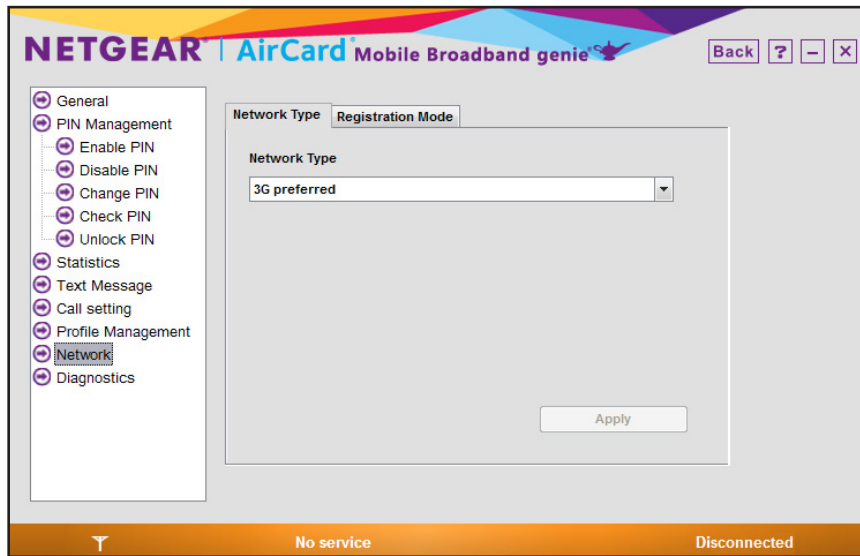 NETGEAR® | AirCard® Mobile Broadband genie®
Back ? – X
General
PIN Management
Enable PIN
Disable PIN
Change PIN
Check PIN
Unlock PIN
Statistics
Text Message
Call setting
Profile Management
Network
Diagnostics
Network Type
Registration Mode
Network Type
3G preferred
Apply
No service
Disconnected